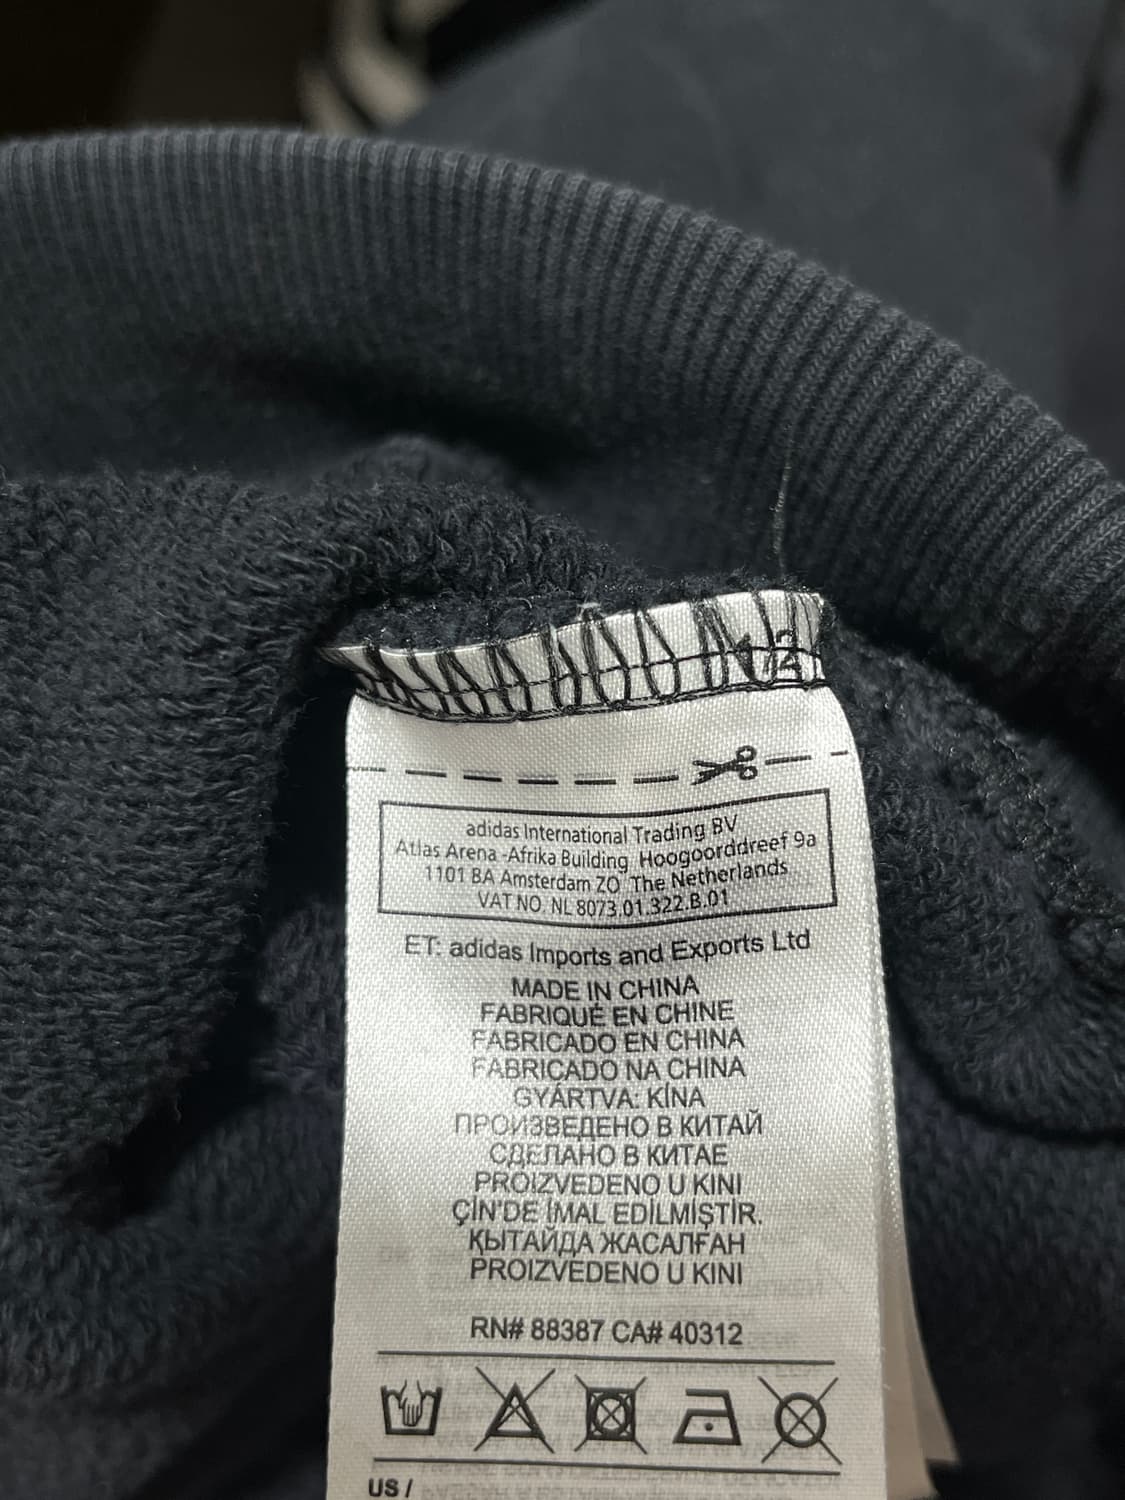 1/2
adidas International Trading BV
Atlas Arena -Afrika Building Hoogoorddreef 9a
1101 BA Amsterdam ZO The Netherlands
VAT NO. NL 8073.01.322.B.01
ET: adidas Imports and Exports Ltd
MADE IN CHINA
FABRIQUÉ EN CHINE
FABRICADO EN CHINA
FABRICADO NA CHINA
GYÁRTVA: KÍNA
ПРОИЗВЕДЕНО В КИТАЙ
СДЕЛАНО В КИТАЕ
PROIZVEDENO U KINI
ÇİN'DE İMAL EDİLMİŞTİR.
ҚЫТАЙДА ЖАСАЛҒАН
PROIZVEDENO U KINI
RN# 88387 CA# 40312
US /